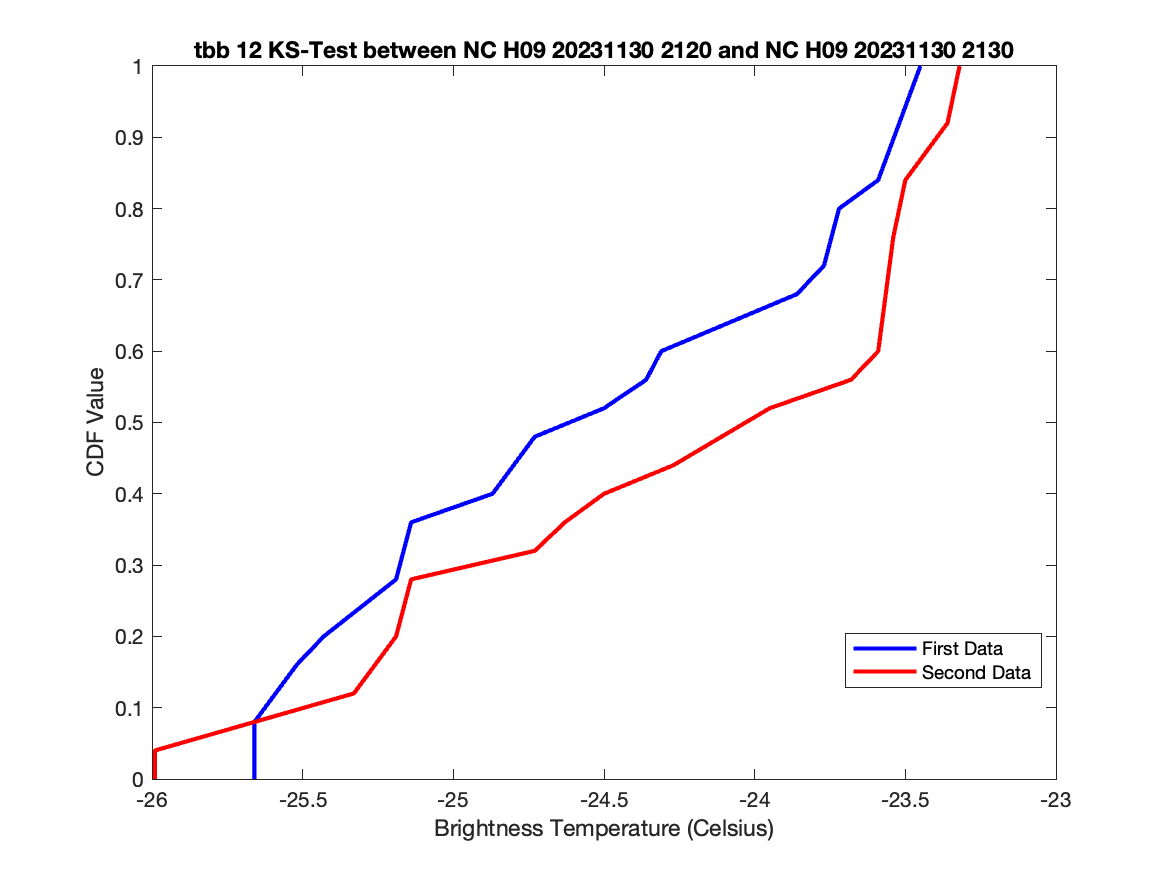 tbb 12 KS-Test between NC H09 20231130 2120 and NC H09 20231130 2130
1
0.9
0.8
0.7
0.6
0.5
0.4
0.3
0.2
0.1
0
CDF Value
First Data
Second Data
-26 -25.5 -25 -24.5 -24 -23.5 -23
Brightness Temperature (Celsius)